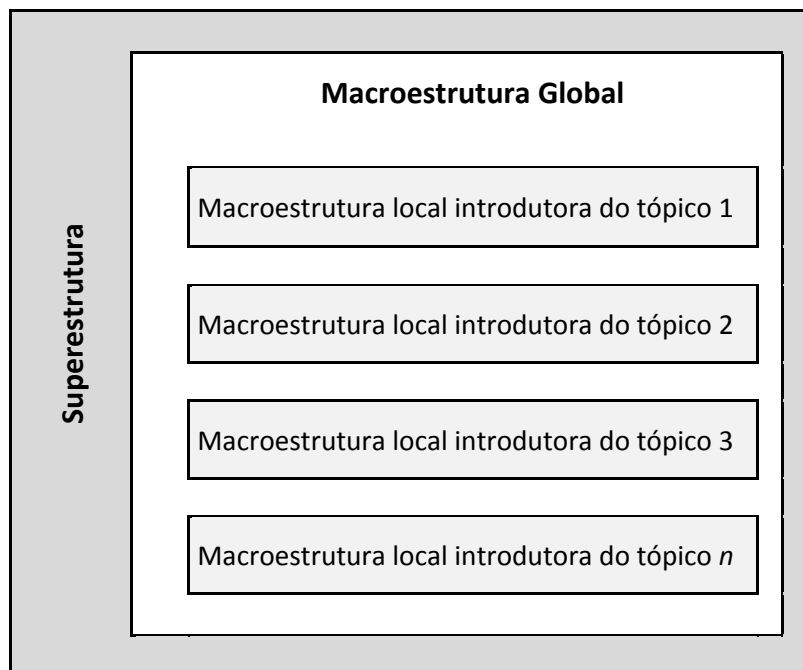 Superestrutura
Macroestrutura Global
Macroestrutura local introdutora do tópico 1
Macroestrutura local introdutora do tópico 2
Macroestrutura local introdutora do tópico 3
Macroestrutura local introdutora do tópico n